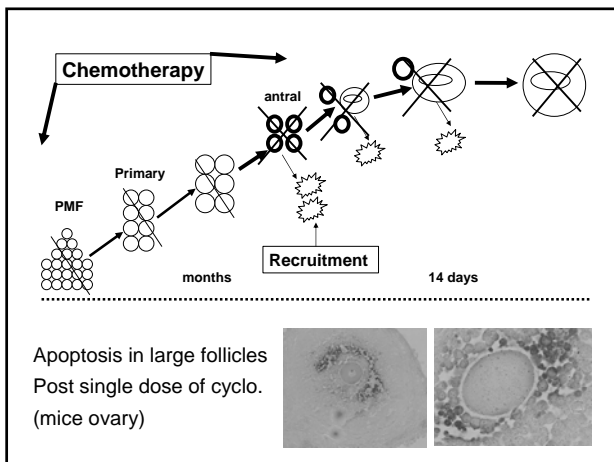 Chemotherapy
antral
Primary
PMF
Recruitment
months
14 days
Apoptosis in large follicles
Post single dose of cyclo.
(mice ovary)